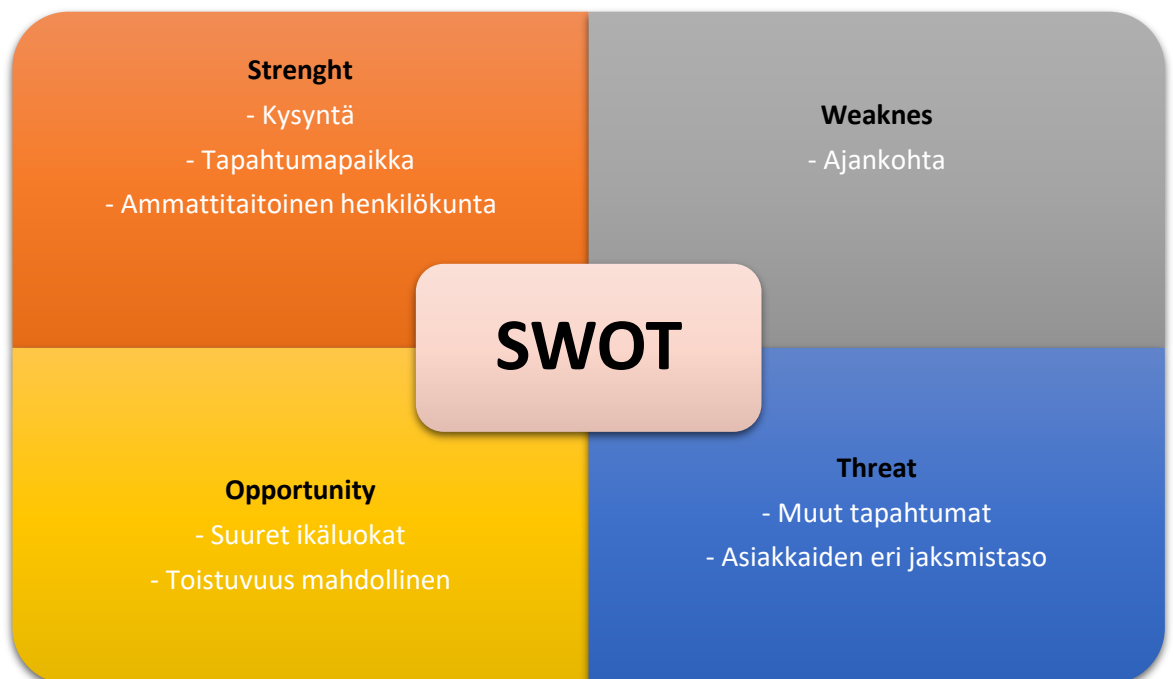 Strenght
- Kysyntä
- Tapahtumapaikka
- Ammattitaitoinen henkilökunta
Weaknes
- Ajankohta
SWOT
Opportunity
- Suuret ikäluokat
- Toistuvuus mahdollinen
Threat
- Muut tapahtumat
- Asiakkaiden eri jaksmistaso